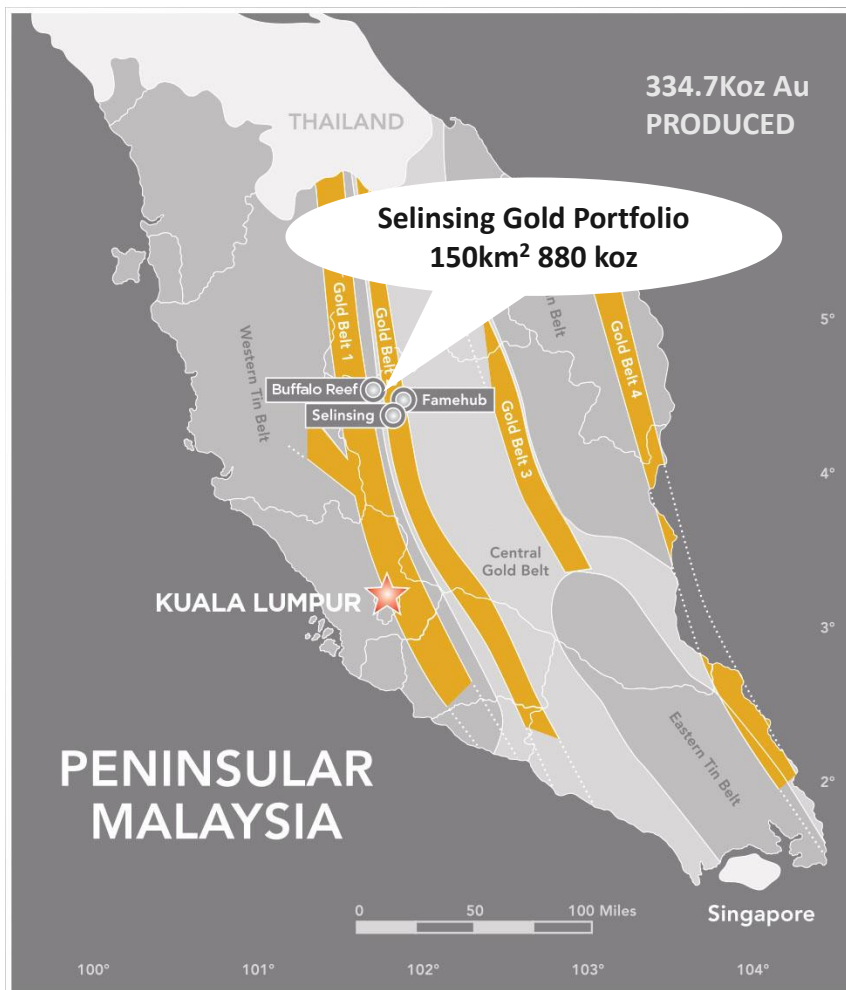 334.7Koz Au
PRODUCED
THAILAND
Selinsing Gold Portfolio
150km² 880 koz
Gold Belt 1
Gold Belt
Western Tin Belt
Tin Belt
Gold Belt 4
5°
Buffalo Reef
Famehub
Selinsing
Gold Belt 3
4°
Central
Gold Belt
KUALA LUMPUR
3°
PENINSULAR
MALAYSIA
Eastern Tin Belt
2°
0 50 100 Miles
Singapore
100° 101° 102° 103° 104°